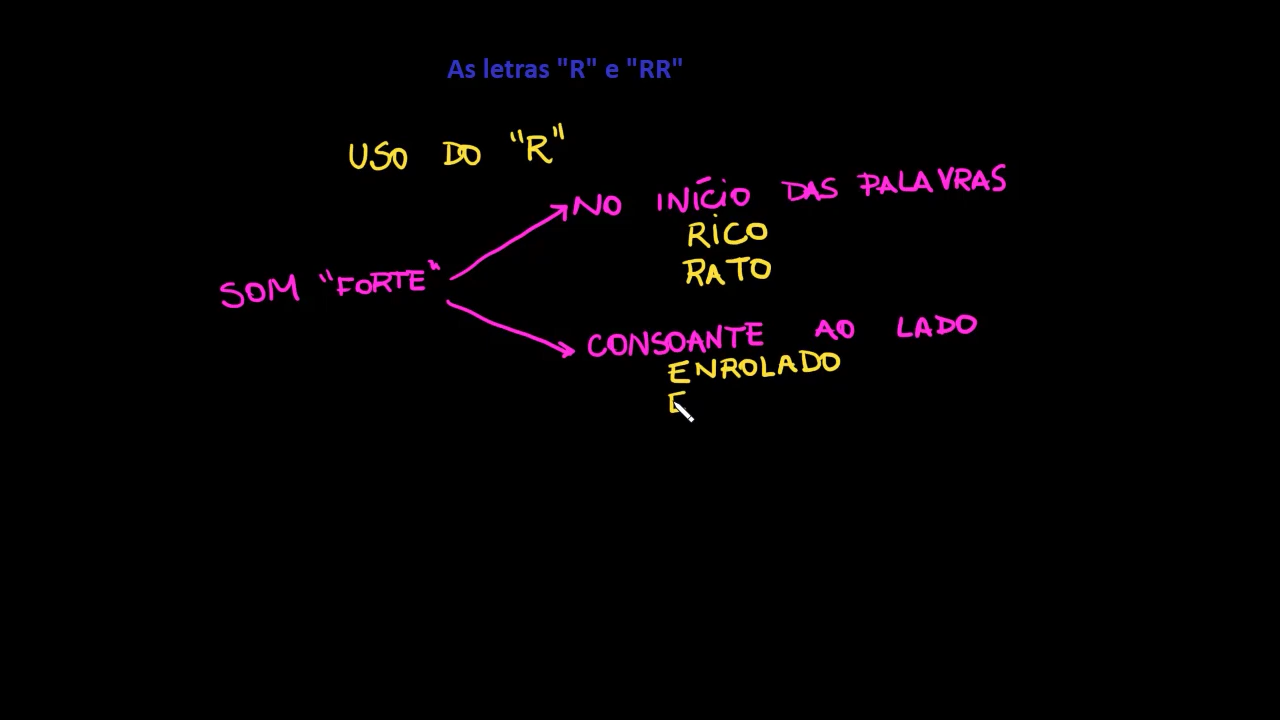 As letras "R" e "RR"
USO DO "R"
NO INÍCIO DAS PALAVRAS
RICO
RATO
SOM "FORTE"
CONSOANTE AO LADO
ENROLADO
E